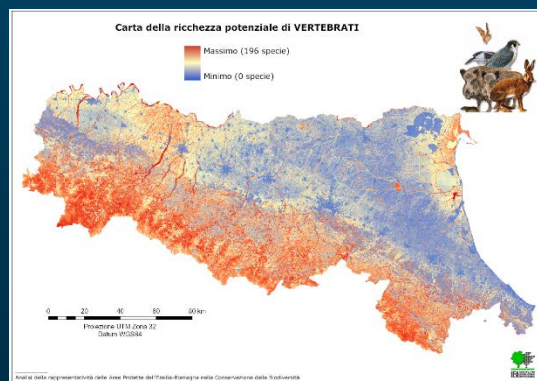 Carta della ricchezza potenziale di VERTEBRATI
Massimo (196 specie)
Minimo (0 specie)
0 20 40 60 80 km
Proiezione UTM Zona 32
Datum WGS84
Analisi della rappresentatività delle Aree Protette dell'Emilia-Romagna nella Conservazione della Biodiversità